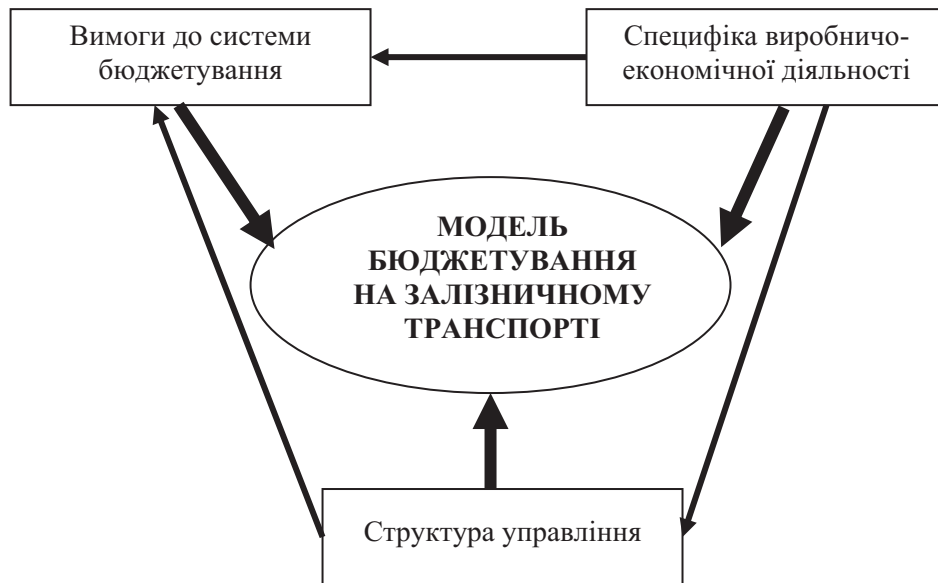 Вимоги до системи
бюджетування
Специфіка виробничо-
економічної діяльності
МОДЕЛЬ
БЮДЖЕТУВАННЯ
НА ЗАЛІЗНИЧНОМУ
ТРАНСПОРТІ
Структура управління